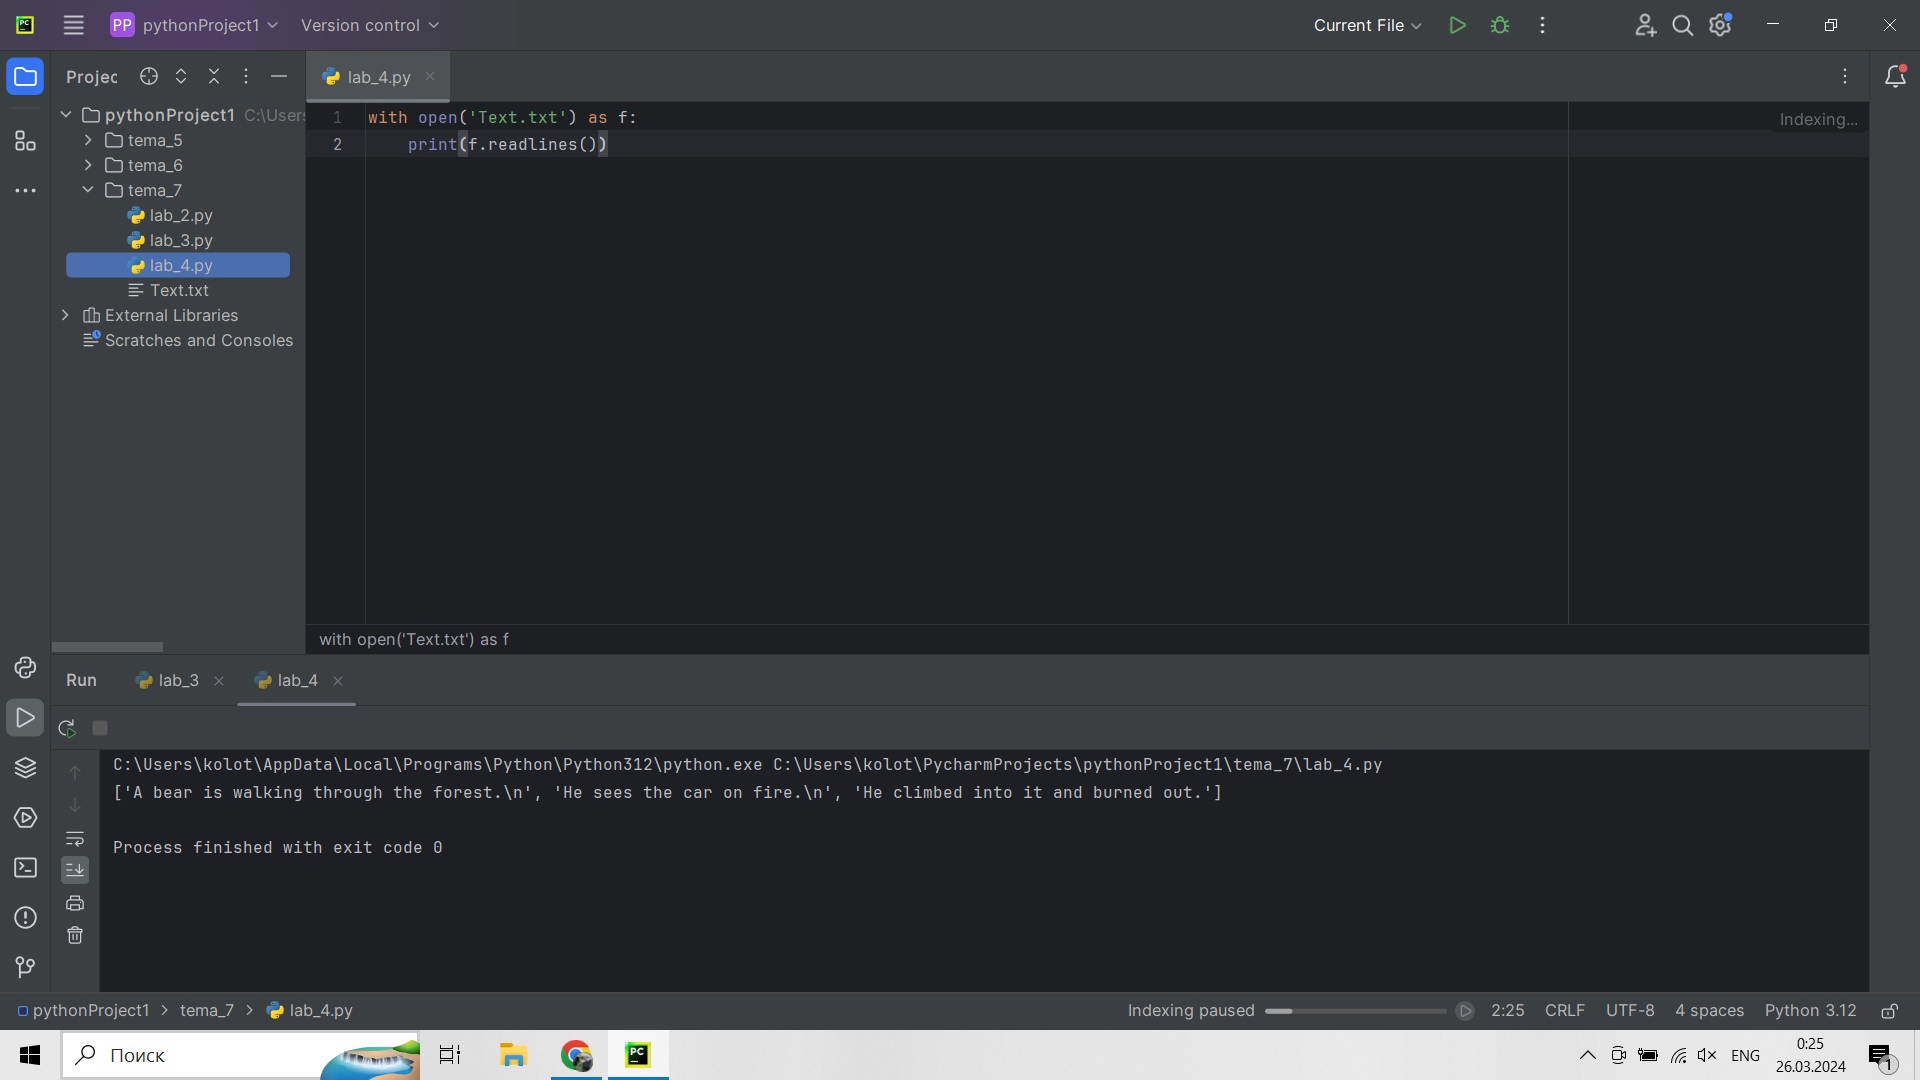 PP pythonProject1 Version control Current File
Projec lab_4.py
pythonProject1 C:\Users
tema_5
tema_6
tema_7
lab_2.py
lab_3.py
lab_4.py
Text.txt
External Libraries
Scratches and Consoles
1 with open('Text.txt') as f:
2     print(f.readlines())
Indexing...
with open('Text.txt') as f
Run lab_3 lab_4
C:\Users\kolot\AppData\Local\Programs\Python\Python312\python.exe C:\Users\kolot\PycharmProjects\pythonProject1\tema_7\lab_4.py
['A bear is walking through the forest.\n', 'He sees the car on fire.\n', 'He climbed into it and burned out.']
Process finished with exit code 0
pythonProject1 > tema_7 > lab_4.py Indexing paused 2:25 CRLF UTF-8 4 spaces Python 3.12
Поиск PC ENG 0:25
26.03.2024 1